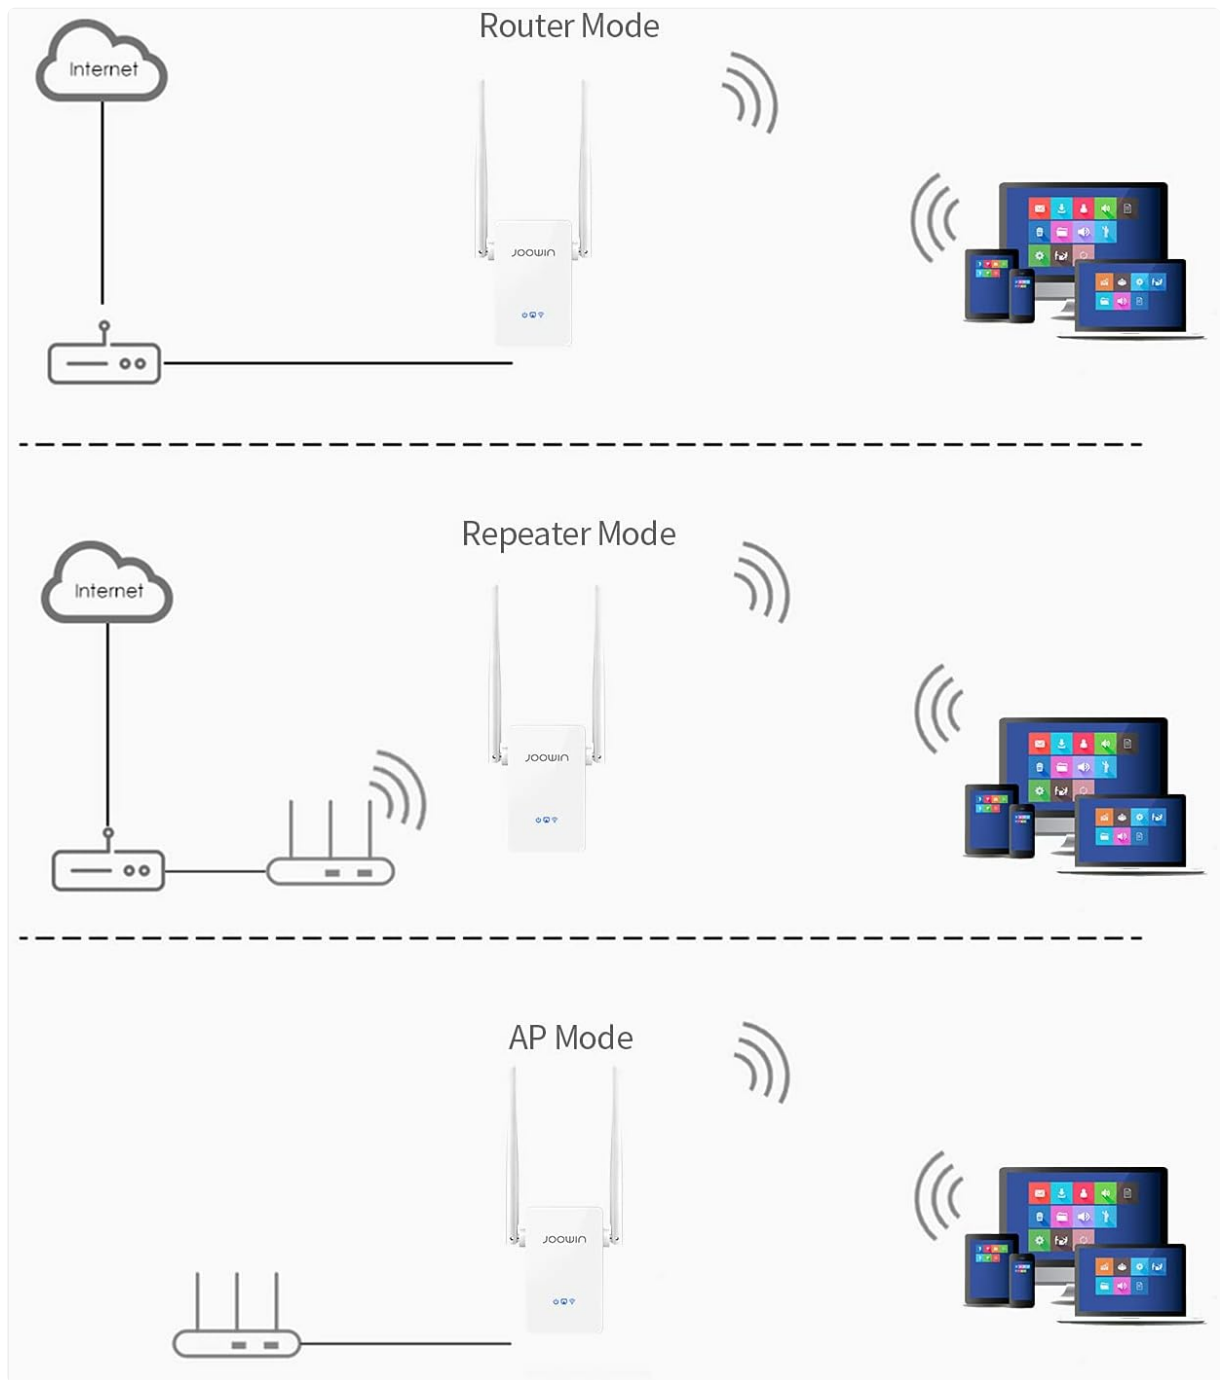 Router Mode
Internet
JOOWIN
Repeater Mode
Internet
JOOWIN
AP Mode
JOOWIN